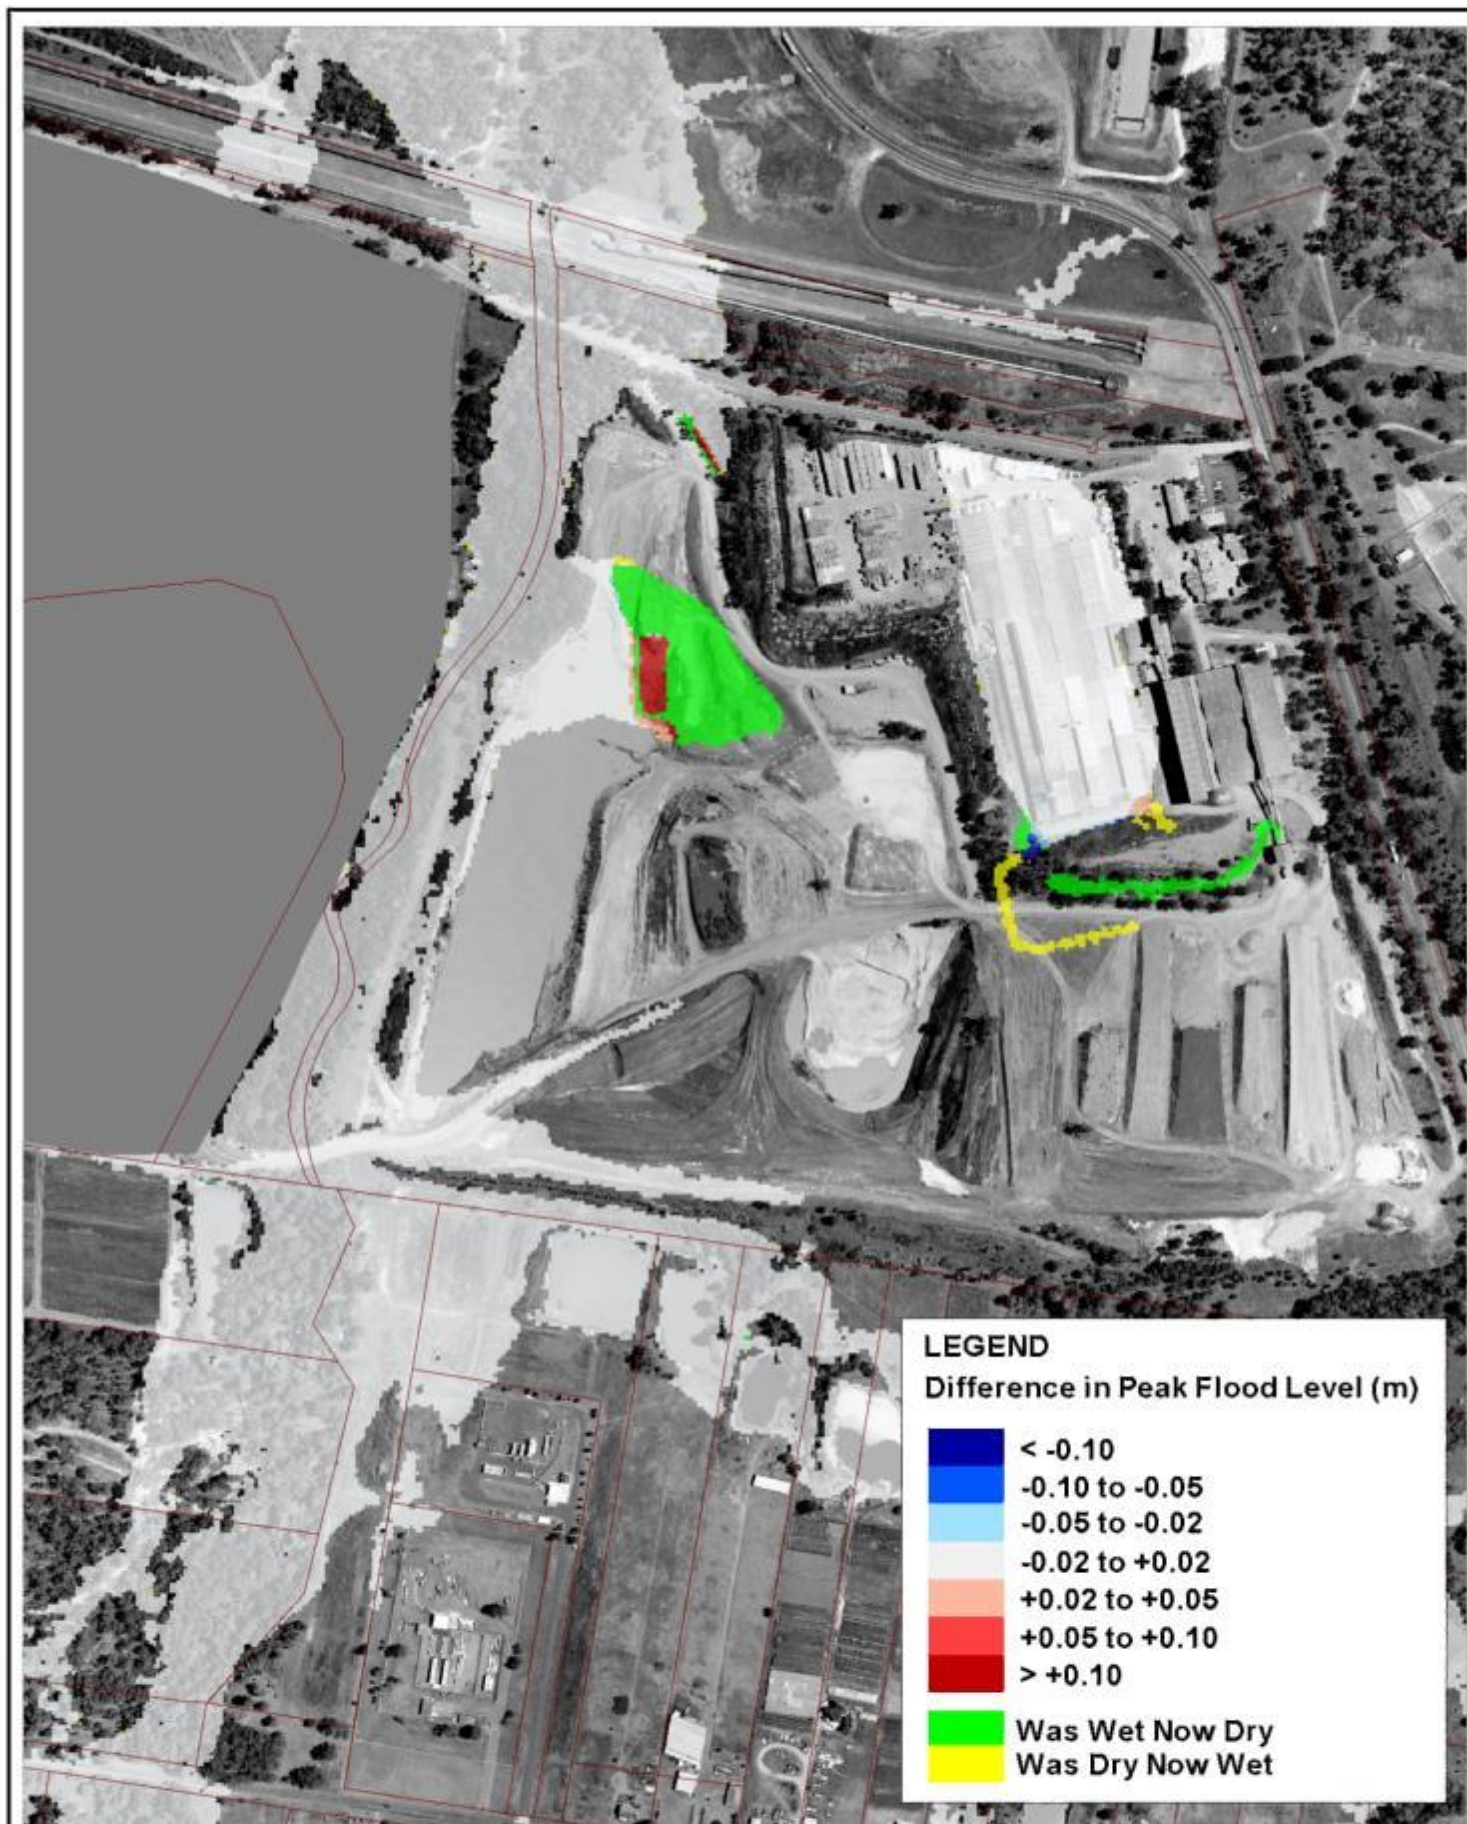 LEGEND
Difference in Peak Flood Level (m)
< -0.10
-0.10 to -0.05
-0.05 to -0.02
-0.02 to +0.02
+0.02 to +0.05
+0.05 to +0.10
> +0.10
Was Wet Now Dry
Was Dry Now Wet